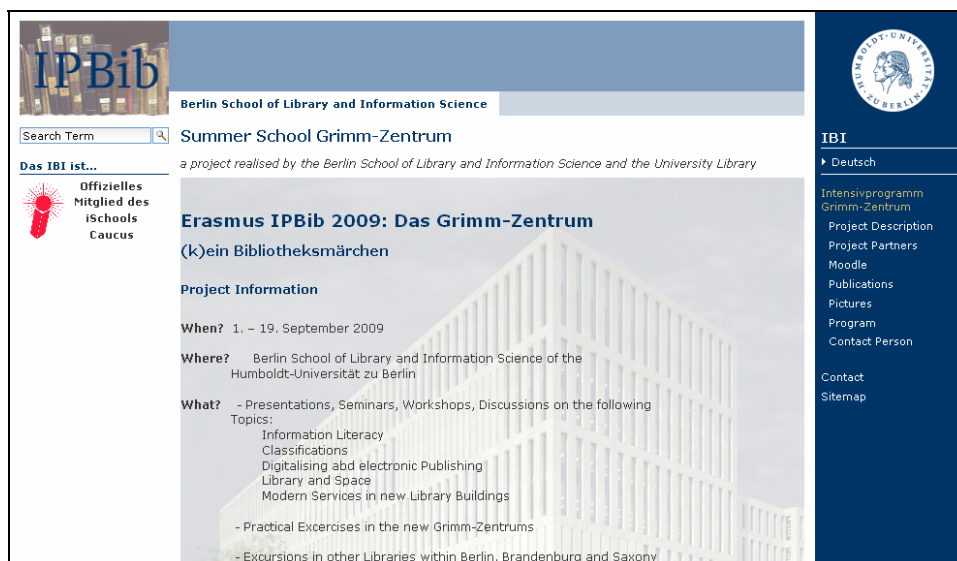 IPBib
Berlin School of Library and Information Science
Search Term
Das IBI ist...
Offizielles
Mitglied des
iSchools
Caucus
Summer School Grimm-Zentrum
a project realised by the Berlin School of Library and Information Science and the University Library
Erasmus IPBib 2009: Das Grimm-Zentrum
(k)ein Bibliotheksmärchen
Project Information
When? 1. – 19. September 2009
Where? Berlin School of Library and Information Science of the
Humboldt-Universität zu Berlin
What? - Presentations, Seminars, Workshops, Discussions on the following
Topics:
Information Literacy
Classifications
Digitalising abd electronic Publishing
Library and Space
Modern Services in new Library Buildings
- Practical Excercises in the new Grimm-Zentrums
- Excursions in other Libraries within Berlin, Brandenburg and Saxony
HUMBOLDT-UNIVERSITÄT ZU BERLIN
IBI
Deutsch
Intensivprogramm
Grimm-Zentrum
Project Description
Project Partners
Moodle
Publications
Pictures
Program
Contact Person
Contact
Sitemap